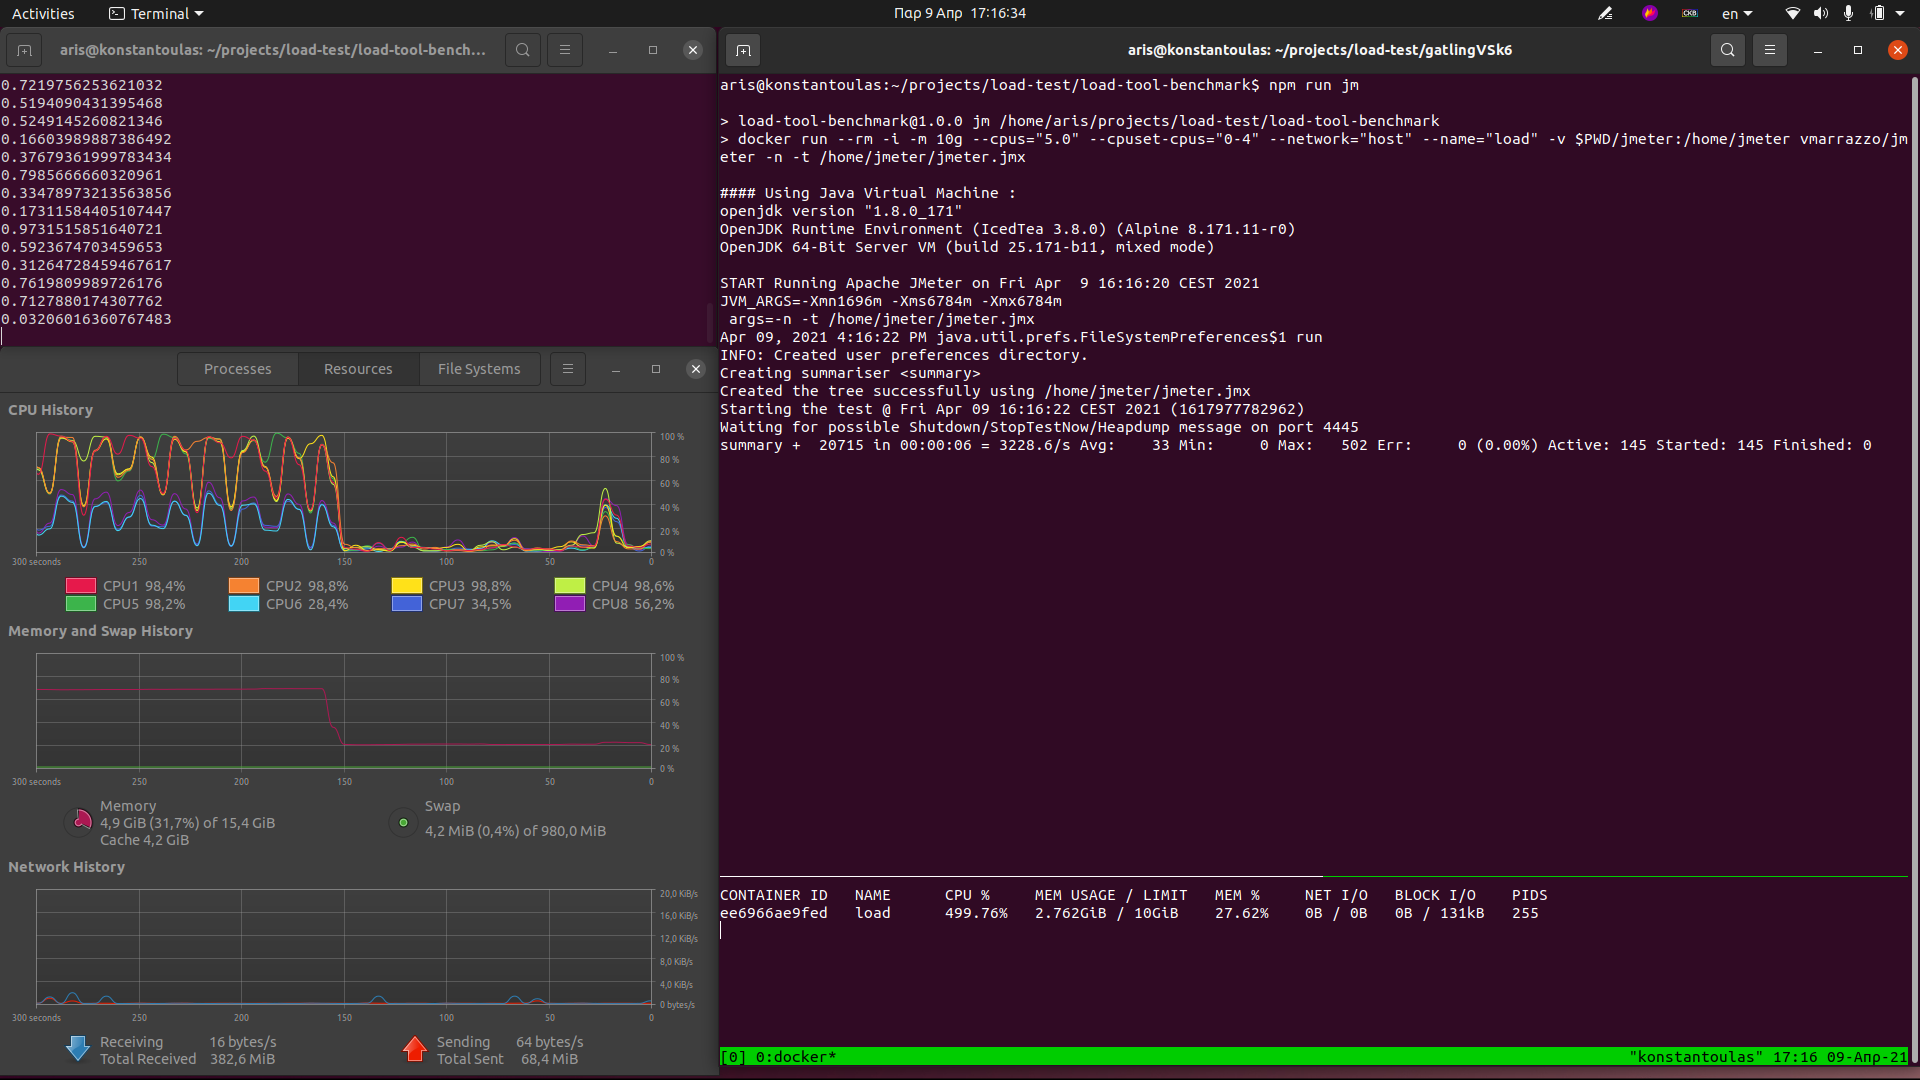 Activities
Terminal
Παρ 9 Απρ 17:16:34
en
aris@konstantoulas: ~/projects/load-test/load-tool-bench...
0.7219756253621032
0.5194090431395468
0.5249145260821346
0.16603989887386492
0.37679361999783434
0.7985666660320961
0.33478973213563856
0.17311584405107447
0.9731515851640721
0.5923674703459653
0.31264728459467617
0.7619809989726176
0.7127880174307762
0.03206016360767483
Processes
Resources
File Systems
CPU History
100 %
80 %
60 %
40 %
20 %
0 %
300 seconds 250 200 150 100 50 0
CPU1 98,4% CPU2 98,8% CPU3 98,8% CPU4 98,6%
CPU5 98,2% CPU6 28,4% CPU7 34,5% CPU8 56,2%
Memory and Swap History
100 %
80 %
60 %
40 %
20 %
0 %
300 seconds 250 200 150 100 50 0
Memory
4,9 GiB (31,7%) of 15,4 GiB
Cache 4,2 GiB
Swap
4,2 MiB (0,4%) of 980,0 MiB
Network History
20,0 KiB/s
16,0 KiB/s
12,0 KiB/s
8,0 KiB/s
4,0 KiB/s
0 bytes/s
300 seconds 250 200 150 100 50 0
Receiving 16 bytes/s
Total Received 382,6 MiB
Sending 64 bytes/s
Total Sent 68,4 MiB
aris@konstantoulas: ~/projects/load-test/gatlingVSk6
aris@konstantoulas:~/projects/load-test/load-tool-benchmark$ npm run jm
> load-tool-benchmark@1.0.0 jm /home/aris/projects/load-test/load-tool-benchmark
> docker run --rm -i -m 10g --cpus="5.0" --cpuset-cpus="0-4" --network="host" --name="load" -v $PWD/jmeter:/home/jmeter vmarrazzo/jm
eter -n -t /home/jmeter/jmeter.jmx
#### Using Java Virtual Machine :
openjdk version "1.8.0_171"
OpenJDK Runtime Environment (IcedTea 3.8.0) (Alpine 8.171.11-r0)
OpenJDK 64-Bit Server VM (build 25.171-b11, mixed mode)
START Running Apache JMeter on Fri Apr  9 16:16:20 CEST 2021
JVM_ARGS=-Xmn1696m -Xms6784m -Xmx6784m
args=-n -t /home/jmeter/jmeter.jmx
Apr 09, 2021 4:16:22 PM java.util.prefs.FileSystemPreferences$1 run
INFO: Created user preferences directory.
Creating summariser <summary>
Created the tree successfully using /home/jmeter/jmeter.jmx
Starting the test @ Fri Apr 09 16:16:22 CEST 2021 (1617977782962)
Waiting for possible Shutdown/StopTestNow/Heapdump message on port 4445
summary +  20715 in 00:00:06 = 3228.6/s Avg:    33 Min:     0 Max:   502 Err:     0 (0.00%) Active: 145 Started: 145 Finished: 0
CONTAINER ID   NAME      CPU %     MEM USAGE / LIMIT   MEM %     NET I/O   BLOCK I/O   PIDS
ee6966ae9fed   load      499.76%   2.762GiB / 10GiB    27.62%    0B / 0B   0B / 131kB   255
[0] 0:docker* "konstantoulas" 17:16 09-Απρ-21